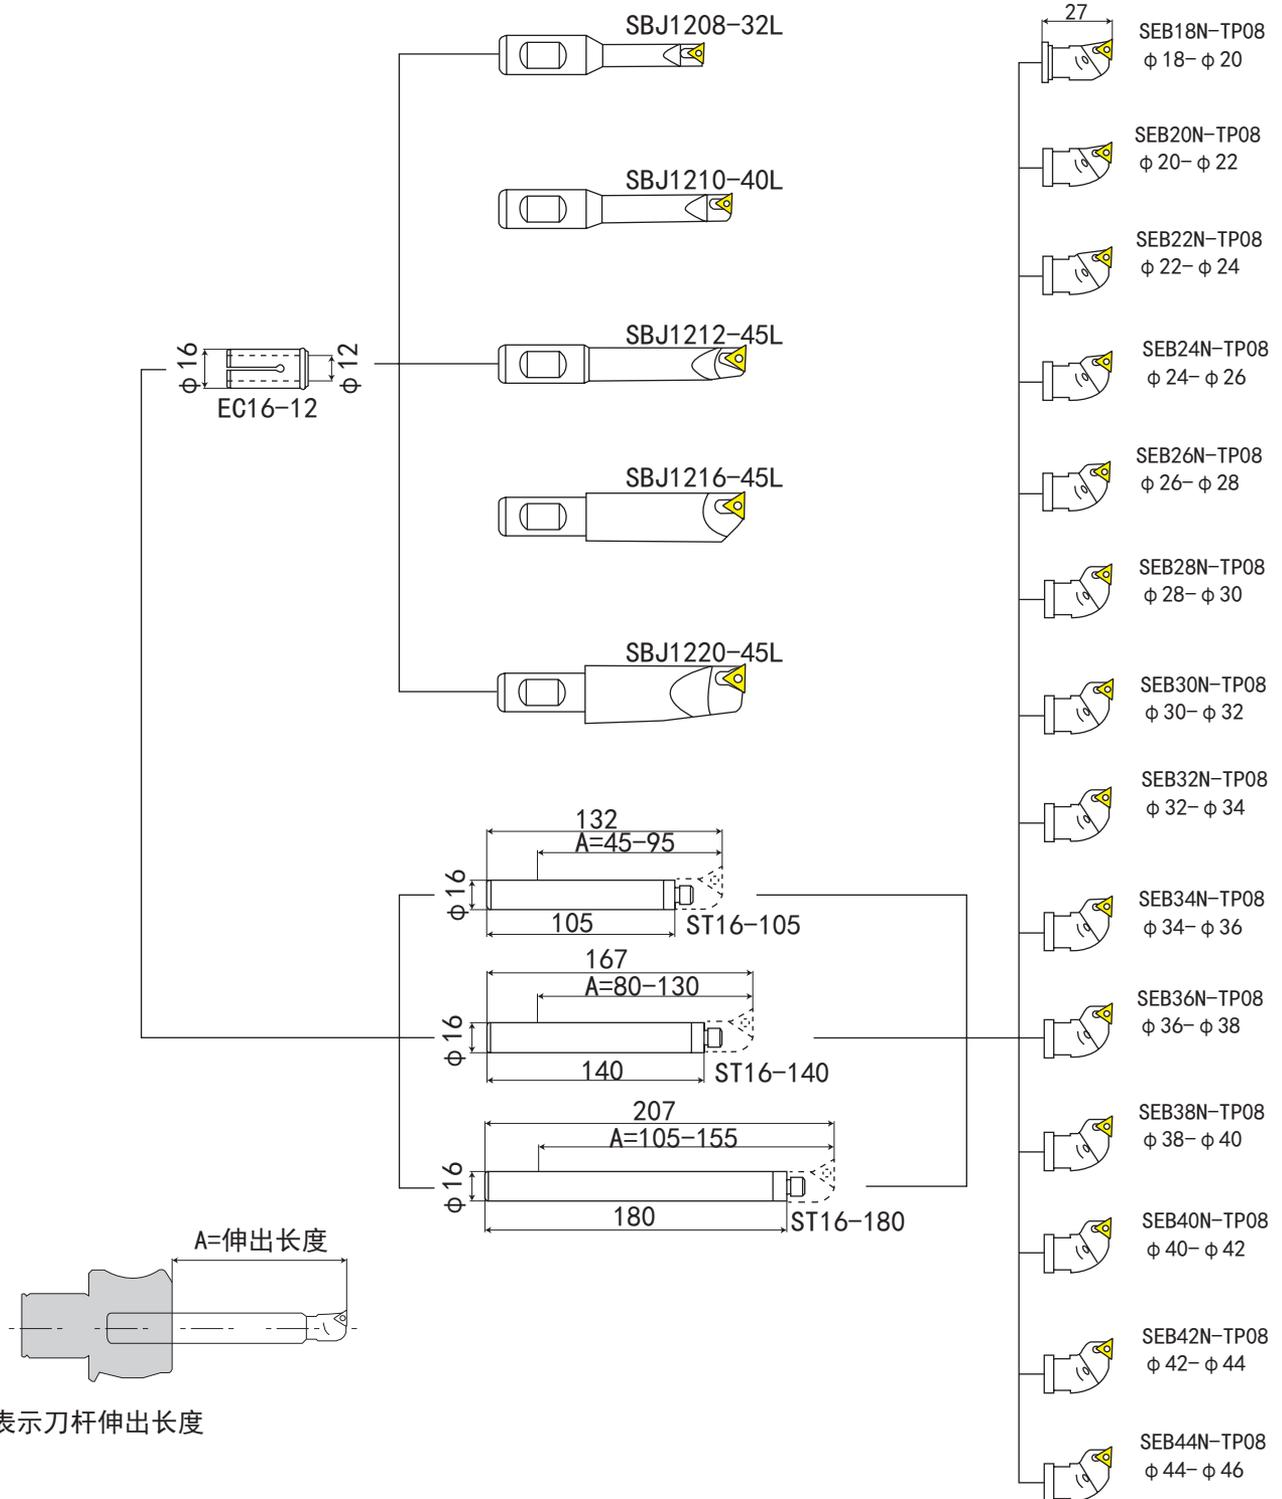 SBJ1208-32L
SBJ1210-40L
SBJ1212-45L
φ16
φ12
EC16-12
SBJ1216-45L
SBJ1220-45L
132
A=45-95
φ16
105
ST16-105
167
A=80-130
φ16
140
ST16-140
207
A=105-155
φ16
180
ST16-180
A=伸出长度
表示刀杆伸出长度
27
SEB18N-TP08
φ18-φ20
SEB20N-TP08
φ20-φ22
SEB22N-TP08
φ22-φ24
SEB24N-TP08
φ24-φ26
SEB26N-TP08
φ26-φ28
SEB28N-TP08
φ28-φ30
SEB30N-TP08
φ30-φ32
SEB32N-TP08
φ32-φ34
SEB34N-TP08
φ34-φ36
SEB36N-TP08
φ36-φ38
SEB38N-TP08
φ38-φ40
SEB40N-TP08
φ40-φ42
SEB42N-TP08
φ42-φ44
SEB44N-TP08
φ44-φ46